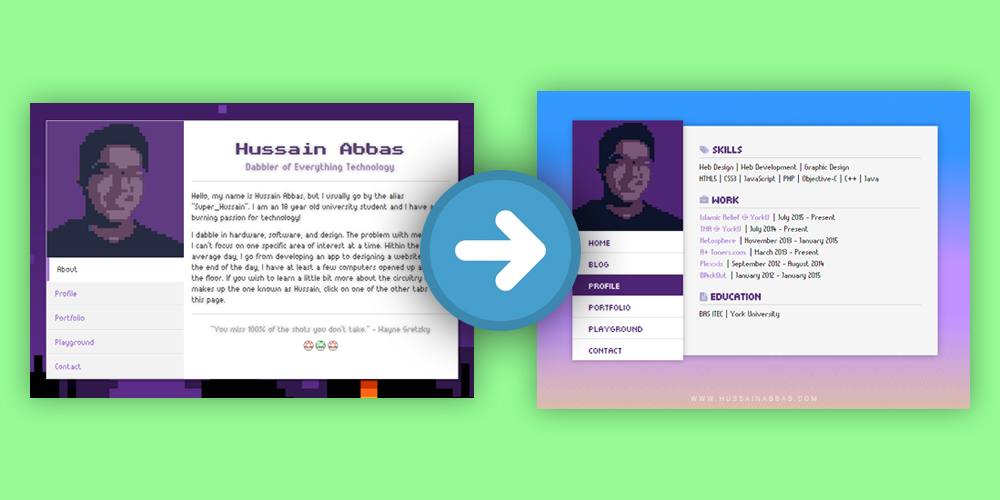 Hussain Abbas
Dabbler of Everything Technology
Hello, my name is Hussain Abbas, but I usually go by the alias
"Super_Hussain". I am an 18 year old university student and I have a
burning passion for technology!
I dabble in hardware, software, and design. The problem with me
I can't focus on one specific area of interest at a time. Within the
average day, I go from developing an app to designing a website
the end of the day, I have at least a few computers opened up a
the floor. If you wish to learn a little bit more about the circuitry
makes up the one known as Hussain, click on one of the other tabs
this page.
"You miss 100% of the shots you don't take." - Wayne Gretzky
About
Profile
Portfolio
Playground
Contact
HOME
BLOG
PROFILE
PORTFOLIO
PLAYGROUND
CONTACT
SKILLS
Web Design | Web Development | Graphic Design
HTML5 | CSS3 | JavaScript | PHP | Objective-C | C++ | Java
WORK
Islamic Relief @ YorkU | July 2015 - Present
TMA @ YorkU | July 2014 - Present
Netosphere | November 2013 - January 2015
A+ Toners.com | March 2013 - Present
Plexxis | September 2012 - August 2014
BlackOut | January 2012 - January 2015
EDUCATION
BAS ITEC | York University
WWW.HUSSAINABBAS.COM